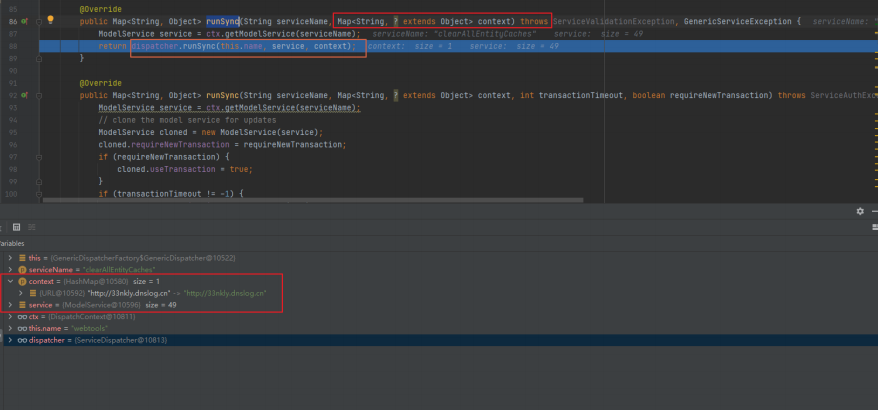 85 @Override
86 public Map<String, Object> runSync(String serviceName, Map<String, ? extends Object> context) throws ServiceValidationException, GenericServiceException { serviceName: "
87 ModelService service = ctx.getModelService(serviceName); serviceName: "clearAllEntityCaches" service: size = 49
88 return dispatcher.runSync(this.name, service, context); context: size = 1 service: size = 49
89 }
90
91 @Override
92 public Map<String, Object> runSync(String serviceName, Map<String, ? extends Object> context, int transactionTimeout, boolean requireNewTransaction) throws ServiceAuthExc
93 ModelService service = ctx.getModelService(serviceName);
94 // clone the model service for updates
95 ModelService cloned = new ModelService(service);
96 cloned.requireNewTransaction = requireNewTransaction;
97 if (requireNewTransaction) {
98 cloned.useTransaction = true;
99 }
100 if (transactionTimeout != -1) {
Variables
this = {GenericDispatcherFactory$GenericDispatcher@10522}
serviceName = "clearAllEntityCaches"
context = {HashMap@10580} size = 1
{URL@10592} "http://33nkly.dnslog.cn" -> "http://33nkly.dnslog.cn"
service = {ModelService@10596} size = 49
ctx = {DispatchContext@10811}
this.name = "webtools"
dispatcher = {ServiceDispatcher@10813}